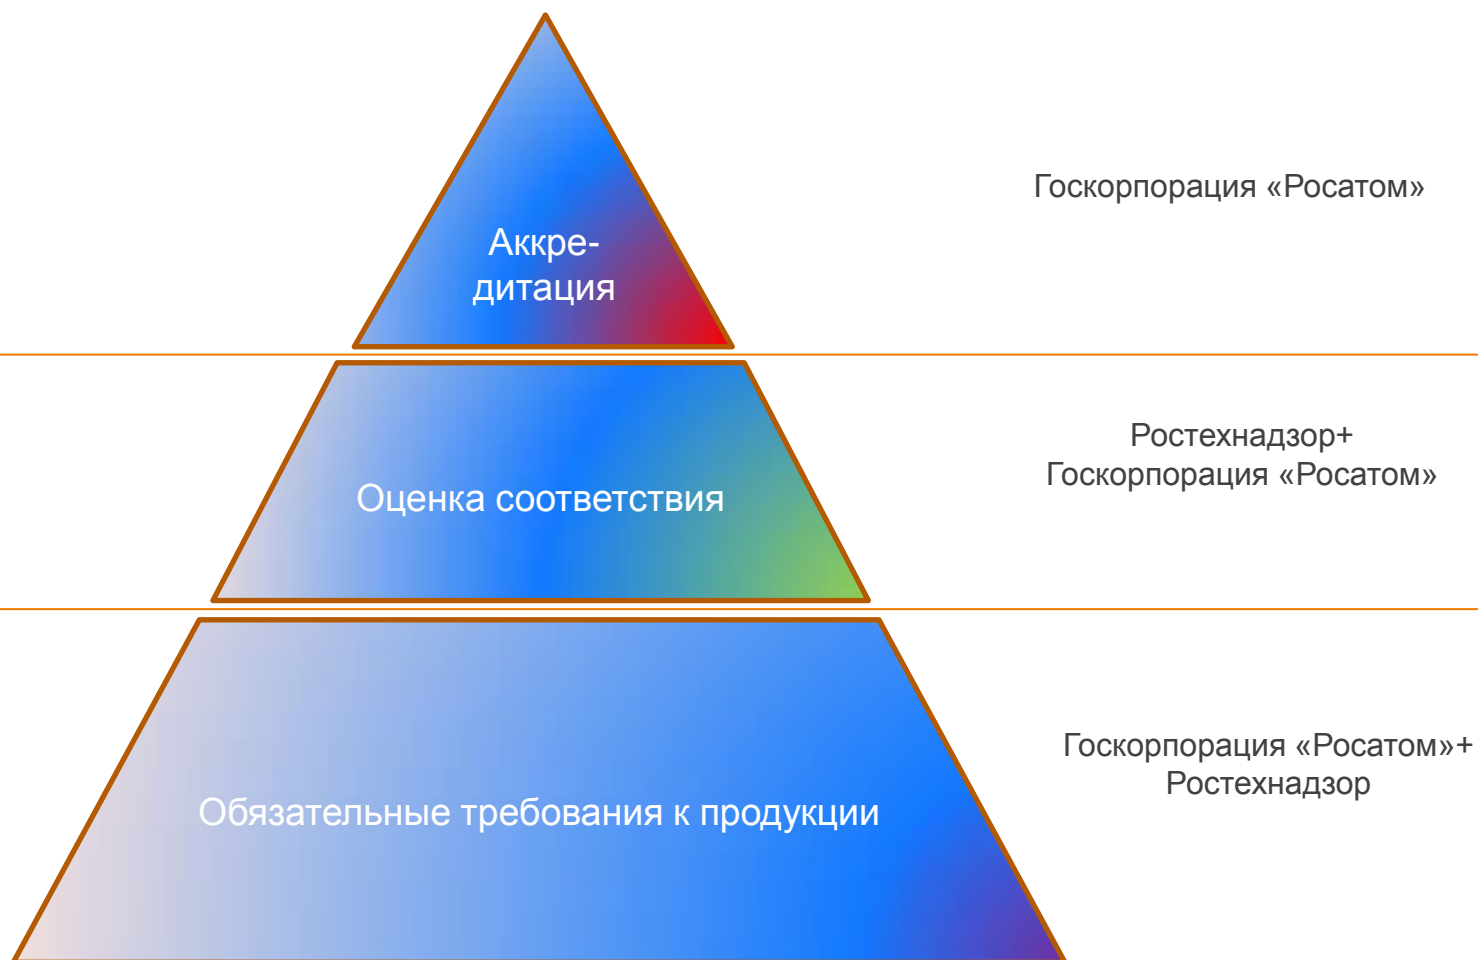 Госкорпорация «Росатом»
Аккре-
дитация
Ростехнадзор+
Госкорпорация «Росатом»
Оценка соответствия
Госкорпорация «Росатом»+
Ростехнадзор
Обязательные требования к продукции